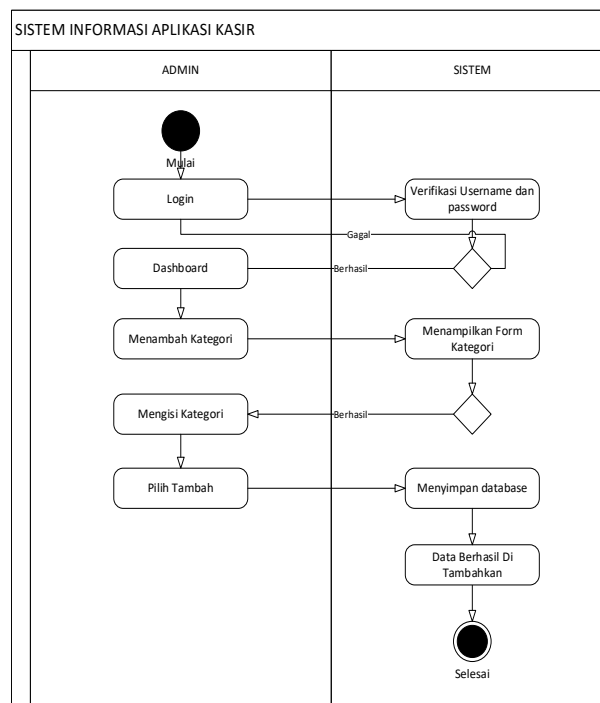 SISTEM INFORMASI APLIKASI KASIR
ADMIN
SISTEM
Mulai
Login
Verifikasi Username dan
password
Gagal
Dashboard
Berhasil
Menambah Kategori
Menampilkan Form
Kategori
Mengisi Kategori
Berhasil
Pilih Tambah
Menyimpan database
Data Berhasil Di
Tambahkan
Selesai